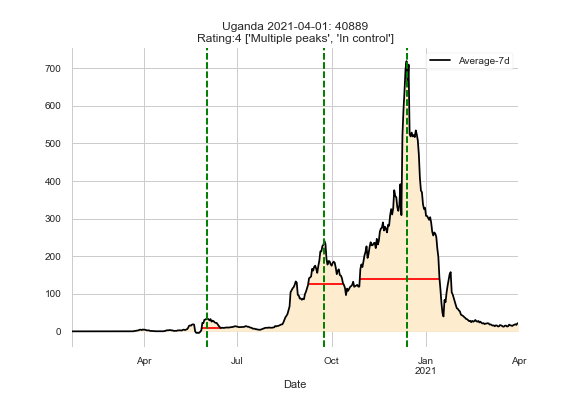 Uganda 2021-04-01: 40889
Rating:4 ['Multiple peaks', 'In control']
Average-7d
700
600
500
400
300
200
100
0
Apr
Jul
Oct
Jan
2021
Apr
Date